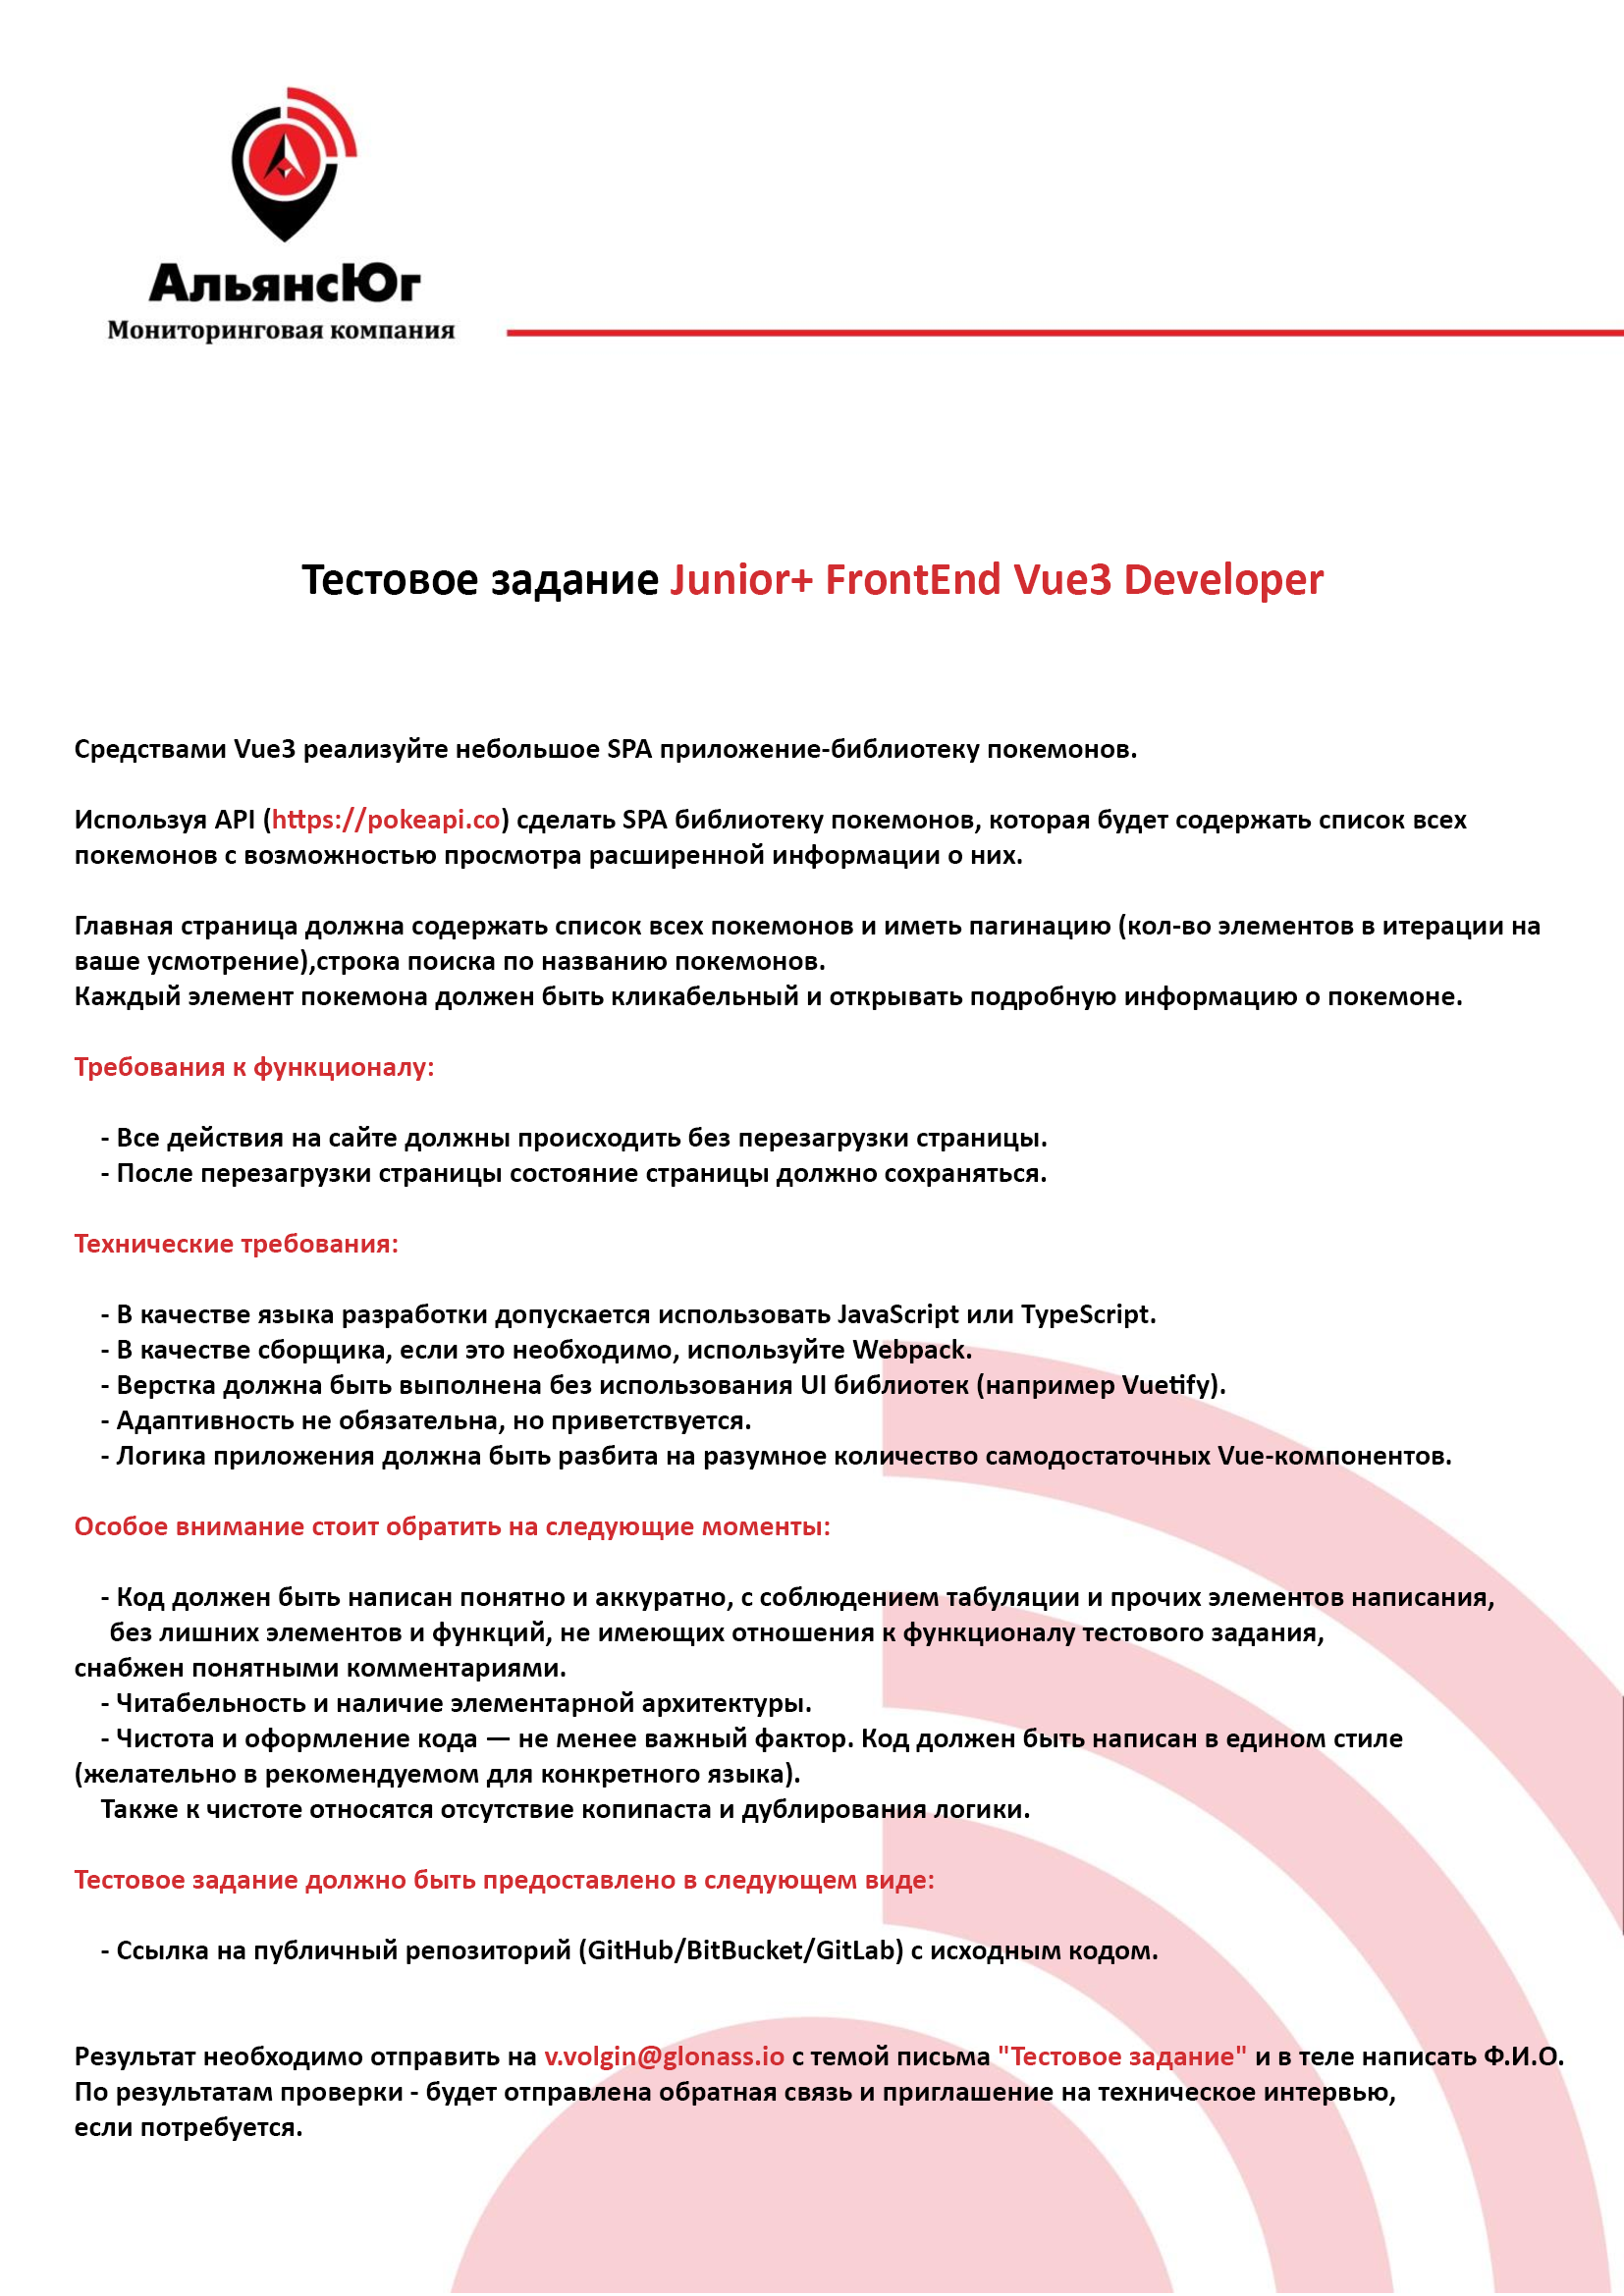 АльянсЮг
Мониторинговая компания
Тестовое задание Junior+ FrontEnd Vue3 Developer
Средствами Vue3 реализуйте небольшое SPA приложение-библиотеку покемонов.
Используя API (https://pokeapi.co) сделать SPA библиотеку покемонов, которая будет содержать список всех
покемонов с возможностью просмотра расширенной информации о них.
Главная страница должна содержать список всех покемонов и иметь пагинацию (кол-во элементов в итерации на
ваше усмотрение),строка поиска по названию покемонов.
Каждый элемент покемона должен быть кликабельный и открывать подробную информацию о покемоне.
Требования к функционалу:
- Все действия на сайте должны происходить без перезагрузки страницы.
- После перезагрузки страницы состояние страницы должно сохраняться.
Технические требования:
- В качестве языка разработки допускается использовать JavaScript или TypeScript.
- В качестве сборщика, если это необходимо, используйте Webpack.
- Верстка должна быть выполнена без использования UI библиотек (например Vuetify).
- Адаптивность не обязательна, но приветствуется.
- Логика приложения должна быть разбита на разумное количество самодостаточных Vue-компонентов.
Особое внимание стоит обратить на следующие моменты:
- Код должен быть написан понятно и аккуратно, с соблюдением табуляции и прочих элементов написания,
без лишних элементов и функций, не имеющих отношения к функционалу тестового задания,
снабжен понятными комментариями.
- Читабельность и наличие элементарной архитектуры.
- Чистота и оформление кода — не менее важный фактор. Код должен быть написан в едином стиле
(желательно в рекомендуемом для конкретного языка).
Также к чистоте относятся отсутствие копипаста и дублирования логики.
Тестовое задание должно быть предоставлено в следующем виде:
- Ссылка на публичный репозиторий (GitHub/BitBucket/GitLab) с исходным кодом.
Результат необходимо отправить на v.volgin@glonass.io с темой письма "Тестовое задание" и в теле написать Ф.И.О.
По результатам проверки - будет отправлена обратная связь и приглашение на техническое интервью,
если потребуется.